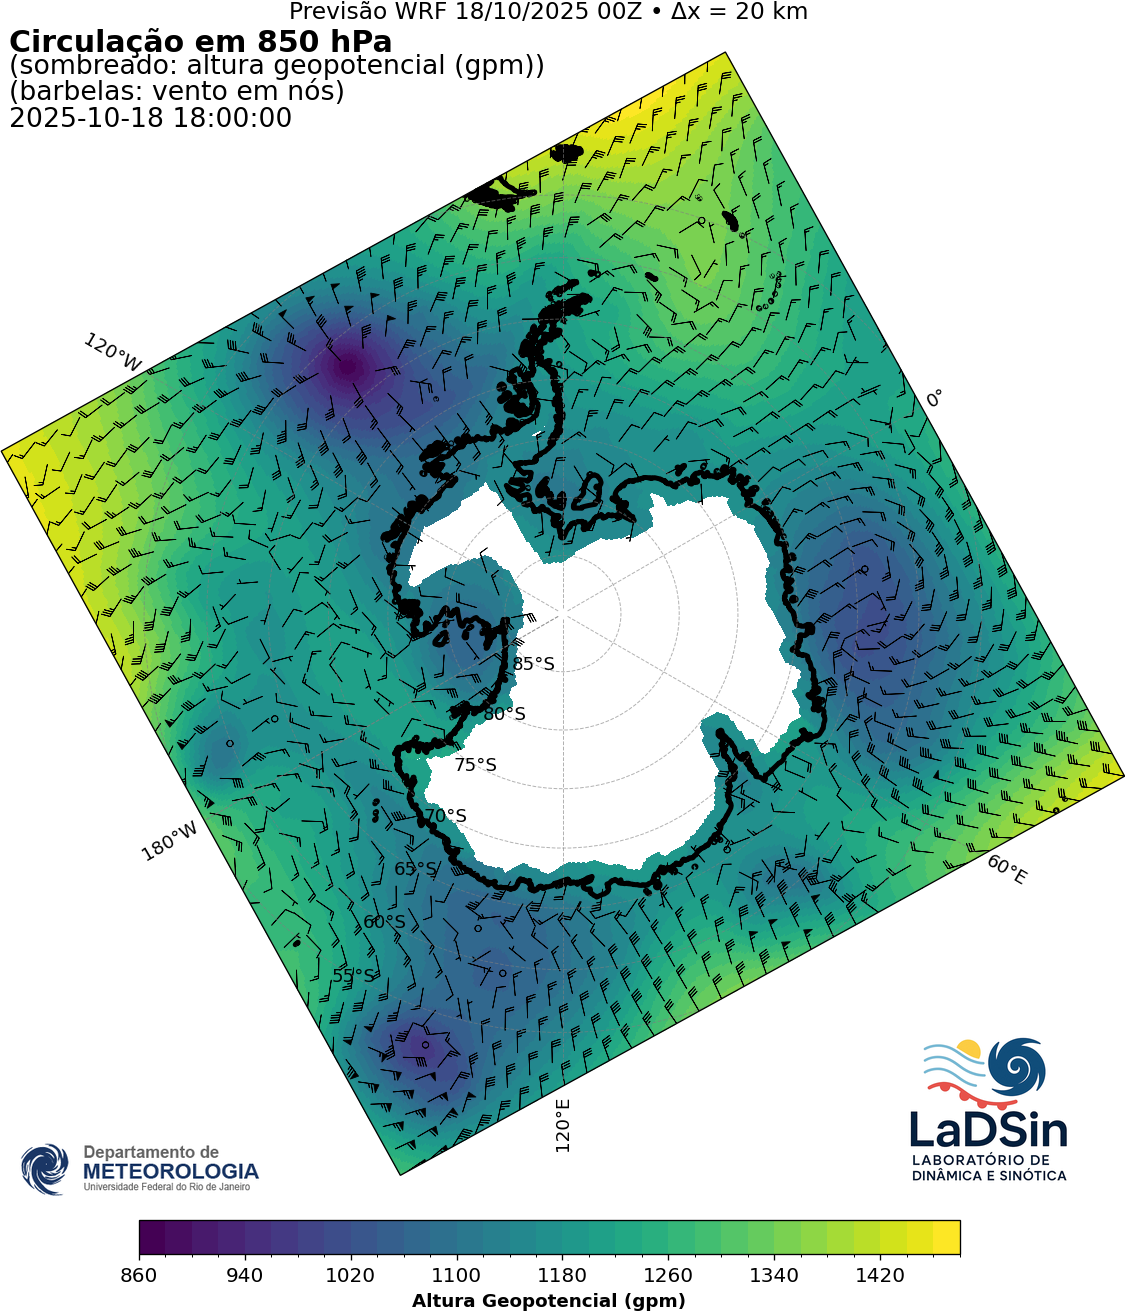 Previsão WRF 18/10/2025 00Z • Δx = 20 km
Circulação em 850 hPa
(sombreado: altura geopotencial (gpm))
(barbelas: vento em nós)
2025-10-18 18:00:00
120°W
0°
85°S
80°S
75°S
70°S
180°W
65°S
60°E
60°S
55°S
120°E
LaDSin
LABORATÓRIO DE
DINÂMICA E SINÓTICA
Departamento de
METEOROLOGIA
Universidade Federal do Rio de Janeiro
860 940 1020 1100 1180 1260 1340 1420
Altura Geopotencial (gpm)